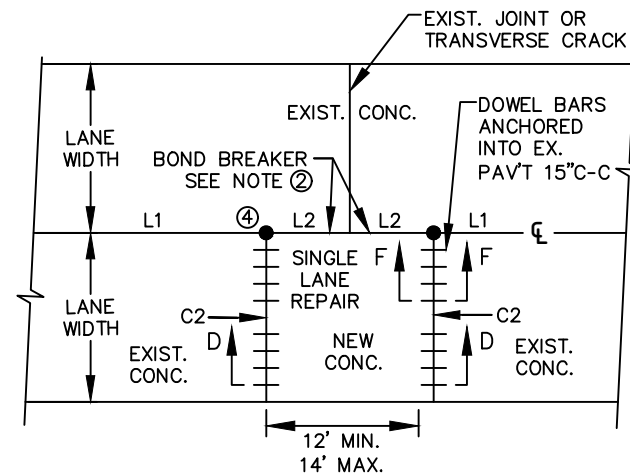 EXIST. JOINT OR
TRANSVERSE CRACK
EXIST. CONC.
DOWEL BARS
ANCHORED
INTO EX.
PAV'T 15"C-C
LANE
WIDTH
BOND BREAKER
SEE NOTE ②
L1
④
L2
L2
L1
℄
SINGLE
LANE
REPAIR
F
F
LANE
WIDTH
C2
C2
EXIST.
CONC.
D
NEW
CONC.
D
EXIST.
CONC.
12' MIN.
14' MAX.